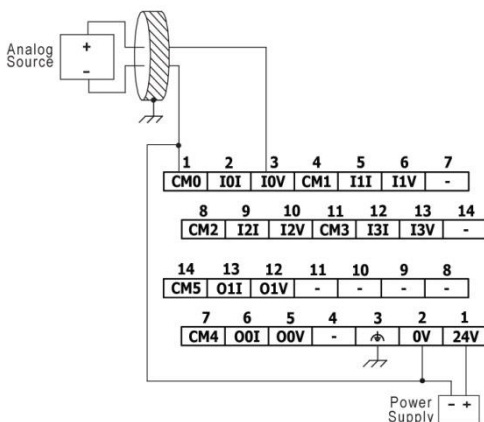 Analog
Source
+
-
1 2 3 4 5 6 7
CM0 I0I I0V CM1 I1I I1V -
8 9 10 11 12 13 14
CM2 I2I I2V CM3 I3I I3V -
14 13 12 11 10 9 8
CM5 O1I O1V - - - -
7 6 5 4 3 2 1
CM4 O0I O0V - 0V 24V
- +
Power
Supply